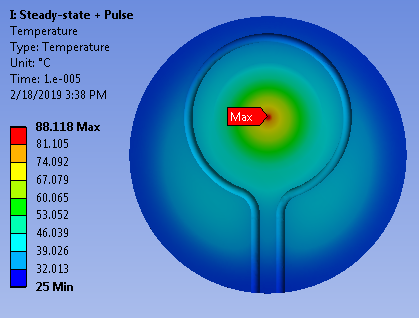 I: Steady-state + Pulse
Temperature
Type: Temperature
Unit: °C
Time: 1.e-005
2/18/2019 3:38 PM
88.118 Max
81.105
74.092
67.079
60.065
53.052
46.039
39.026
32.013
25 Min
Max